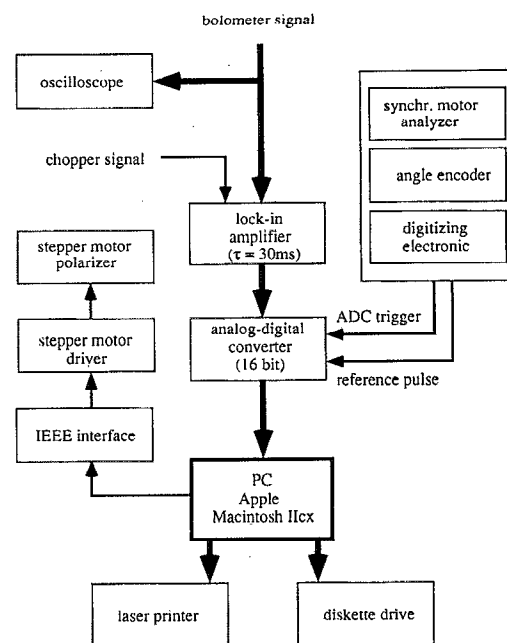 bolometer signal
oscilloscope
synchr. motor
analyzer
chopper signal
angle encoder
lock-in
amplifier
(τ = 30ms)
digitizing
electronic
stepper motor
polarizer
ADC trigger
analog-digital
converter
(16 bit)
stepper motor
driver
reference pulse
IEEE interface
PC
Apple
Macintosh IIcx
laser printer
diskette drive